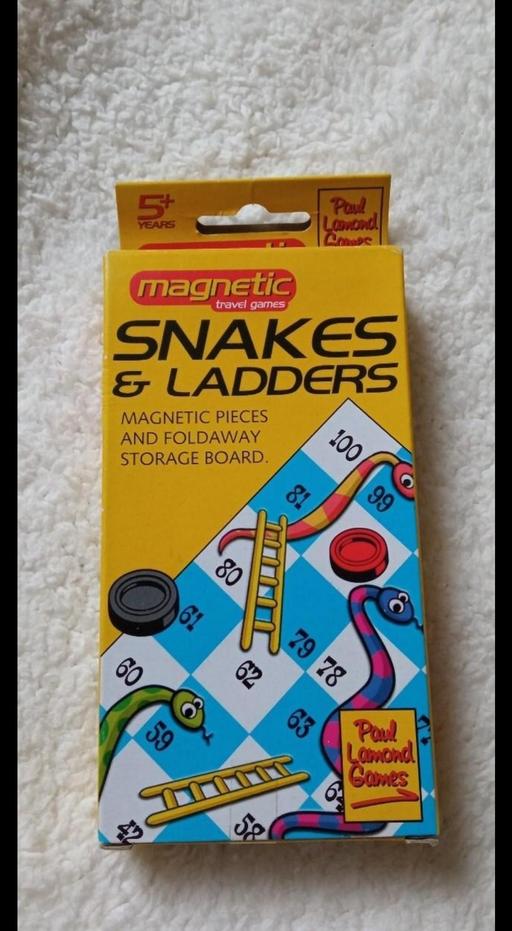 5+
YEARS
Paul
Lamond
Games
magnetic
travel games
SNAKES
& LADDERS
MAGNETIC PIECES
AND FOLDAWAY
STORAGE BOARD.
100
81
99
80
61
79
78
60
62
59
63
Paul
Lamond
Games
58
42